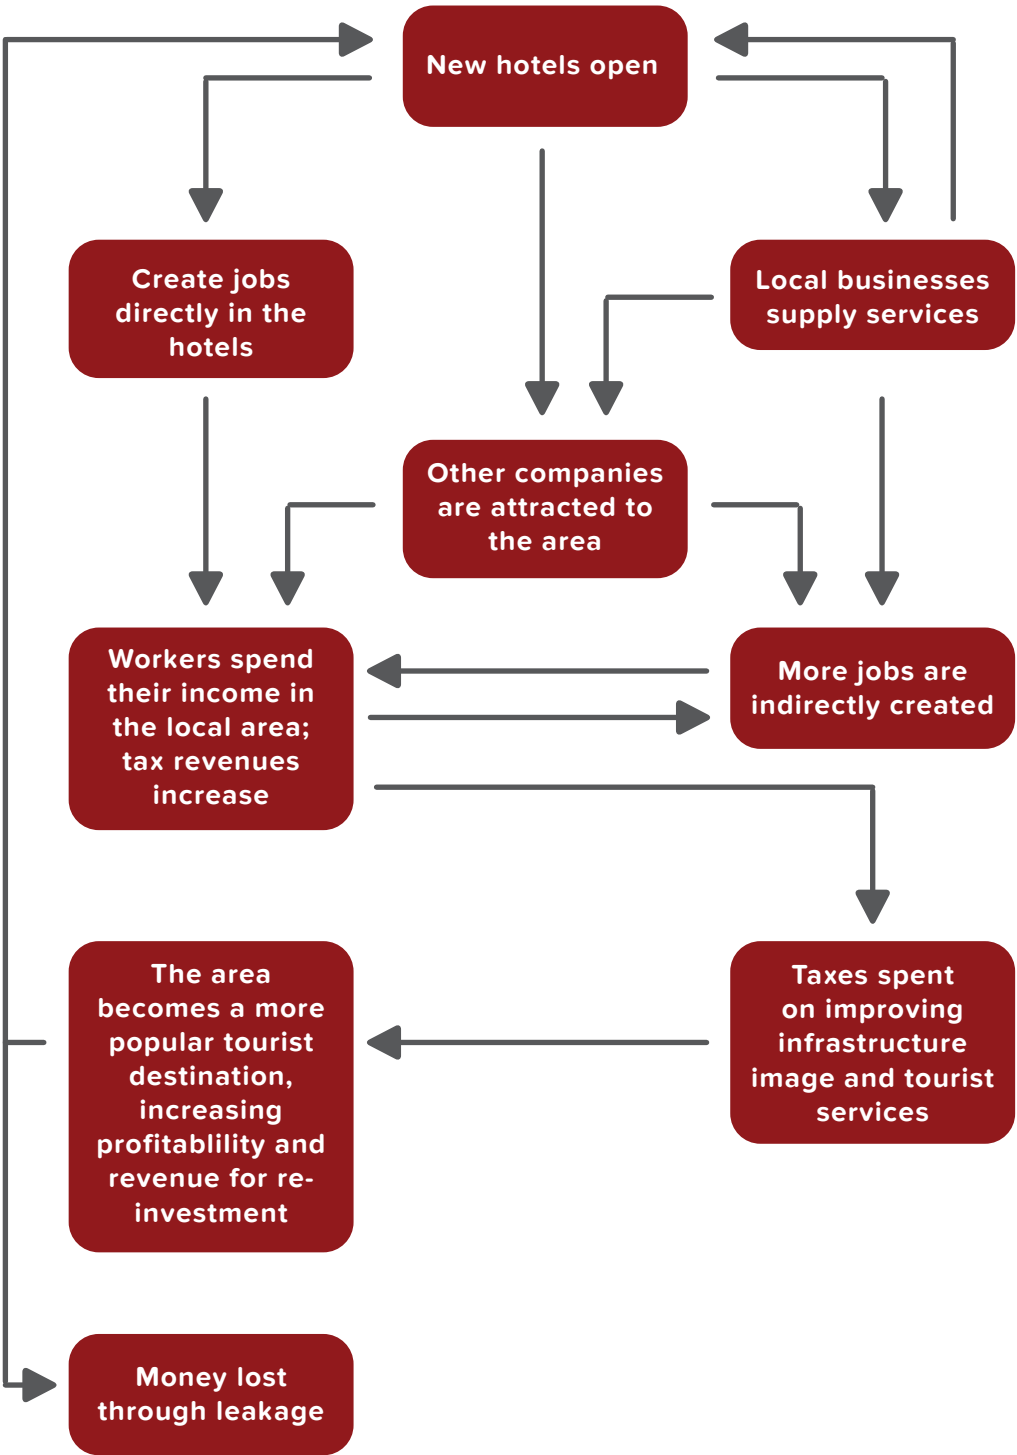 New hotels open
Create jobs
directly in the
hotels
Local businesses
supply services
Other companies
are attracted to
the area
Workers spend
their income in
the local area;
tax revenues
increase
More jobs are
indirectly created
The area
becomes a more
popular tourist
destination,
increasing
profitablility and
revenue for re-
investment
Taxes spent
on improving
infrastructure
image and tourist
services
Money lost
through leakage